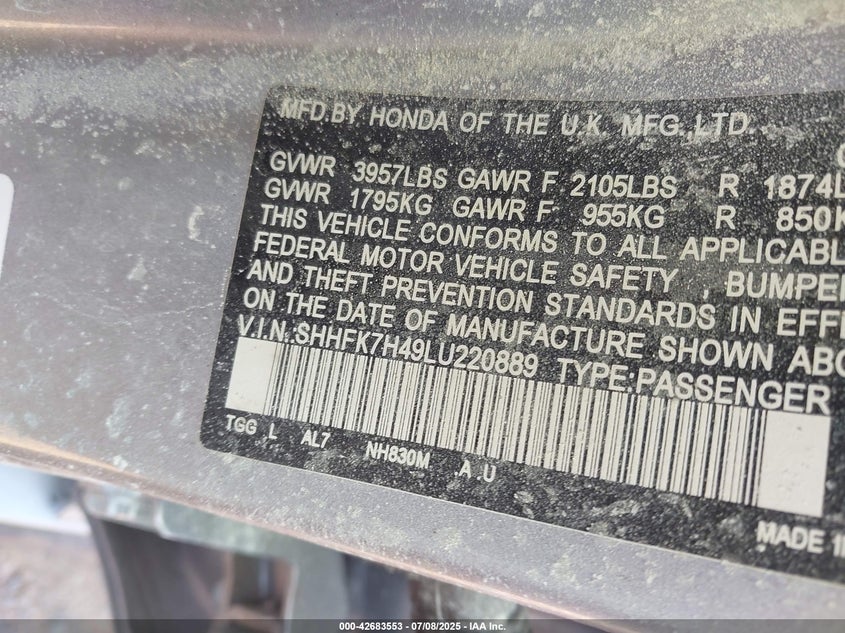 MFD.BY HONDA OF THE U.K. MFG.,LTD.
GVWR 3957LBS GAWR F 2105LBS R 1874L
GVWR 1795KG GAWR F 955KG R 850K
THIS VEHICLE CONFORMS TO ALL APPLICABL
FEDERAL MOTOR VEHICLE SAFETY , BUMPE
AND THEFT PREVENTION STANDARDS IN EFF
ON THE DATE OF MANUFACTURE SHOWN ABO
V.I.N.:SHHFK7H49LU220889 TYPE:PASSENGER
TGG L AL7 NH830M A .U
MADE I
000-42683553 - 07/08/2025 - IAA Inc.